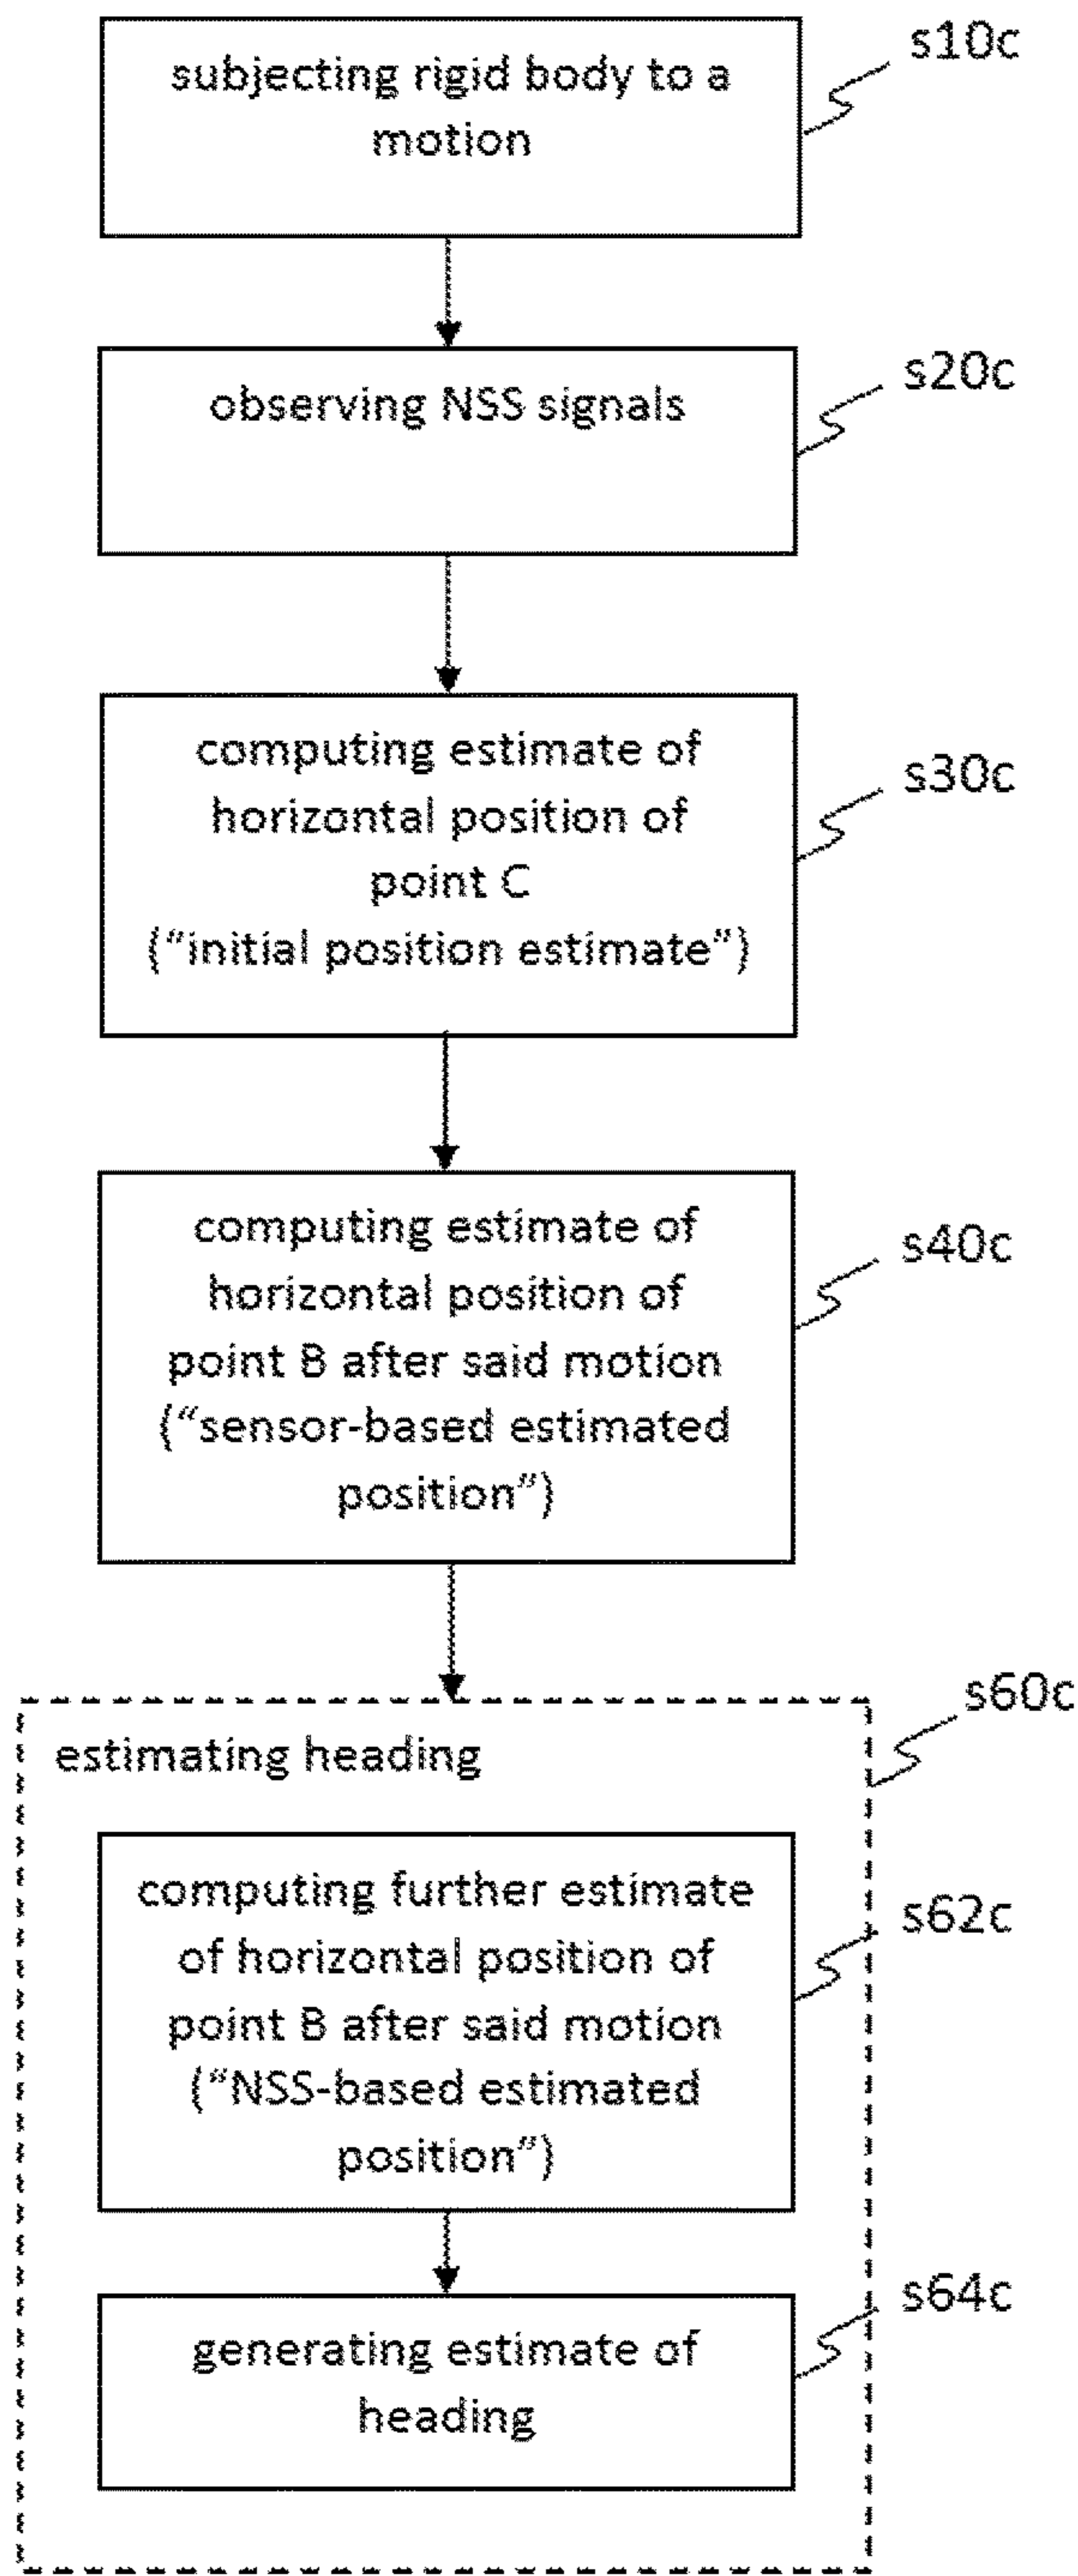 subjecting rigid body to a
motion
s10c
observing NSS signals
s20c
computing estimate of
horizontal position of
point C
("initial position estimate")
s30c
computing estimate of
horizontal position of
point B after said motion
("sensor-based estimated
position")
s40c
s60c
estimating heading
computing further estimate
of horizontal position of
point B after said motion
("NSS-based estimated
position")
s62c
generating estimate of
heading
s64c